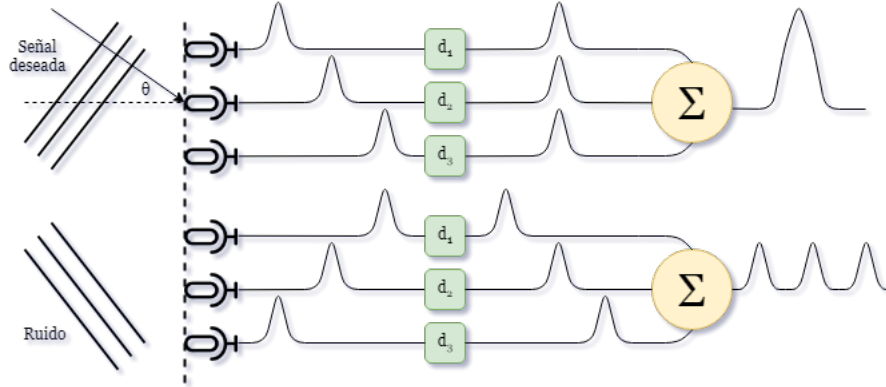 Señal
deseada
θ
d₁
d₂
d₃
Σ
Ruido
d₁
d₂
d₃
Σ